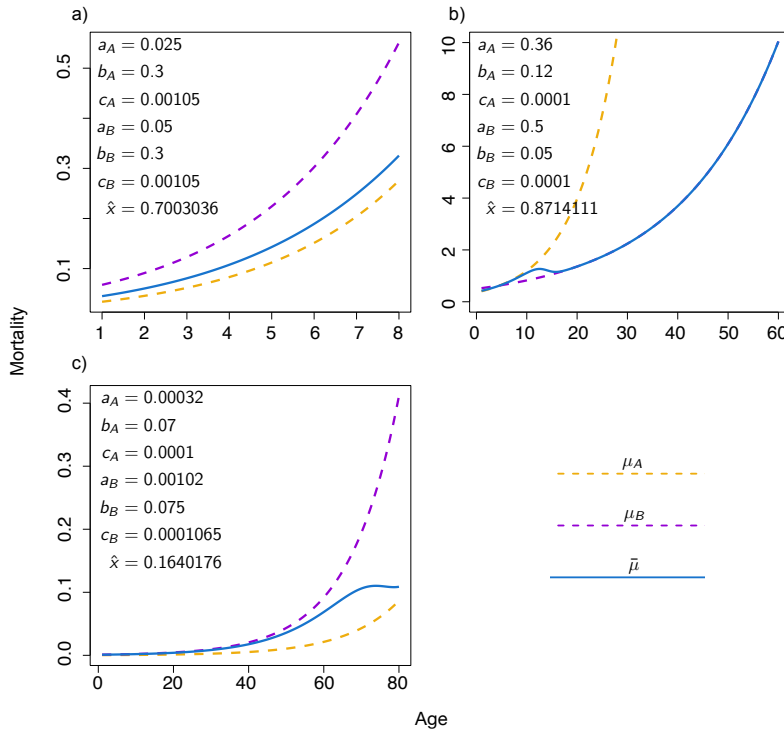 a)
a_A = 0.025
b_A = 0.3
c_A = 0.00105
a_B = 0.05
b_B = 0.3
c_B = 0.00105
x̂ = 0.7003036
0.1 0.3 0.5
1 2 3 4 5 6 7 8
b)
a_A = 0.36
b_A = 0.12
c_A = 0.0001
a_B = 0.5
b_B = 0.05
c_B = 0.0001
x̂ = 0.8714111
0 2 4 6 8 10
0 10 20 30 40 50 60
Mortality
c)
a_A = 0.00032
b_A = 0.07
c_A = 0.0001
a_B = 0.00102
b_B = 0.075
c_B = 0.0001065
x̂ = 0.1640176
0.0 0.1 0.2 0.3 0.4
0 20 40 60 80
μ_A
μ_B
μ̄
Age